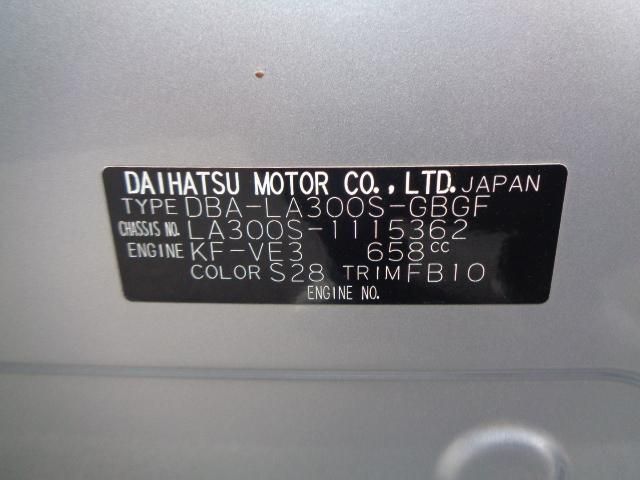 DAIHATSU MOTOR CO., LTD. JAPAN
TYPE DBA-LA300S-GBGF
CHASSIS NO. LA300S-1115362
ENGINE KF-VE3 658cc
COLOR S28 TRIM FB10
ENGINE NO.